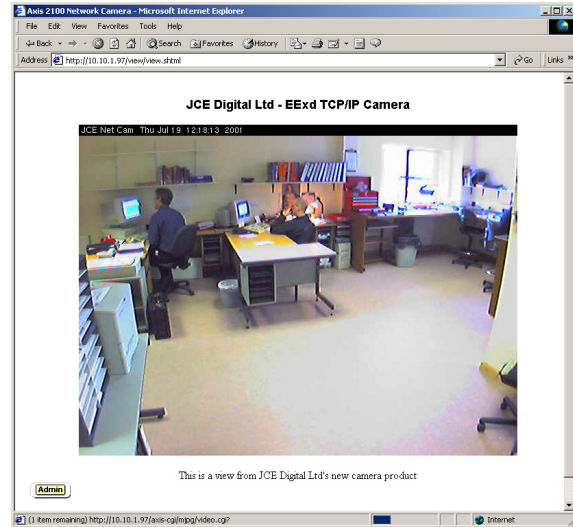 Axis 2100 Network Camera - Microsoft Internet Explorer
File Edit View Favorites Tools Help
Back Search Favorites History
Address http://10.10.1.97/view/view.shtml Go Links »
JCE Digital Ltd - EExd TCP/IP Camera
JCE Net Cam Thu Jul 19 12:18:13 2001
This is a view from JCE Digital Ltd's new camera product
Admin
(1 item remaining) http://10.10.1.97/axis-cgi/mjpg/video.cgi? Internet